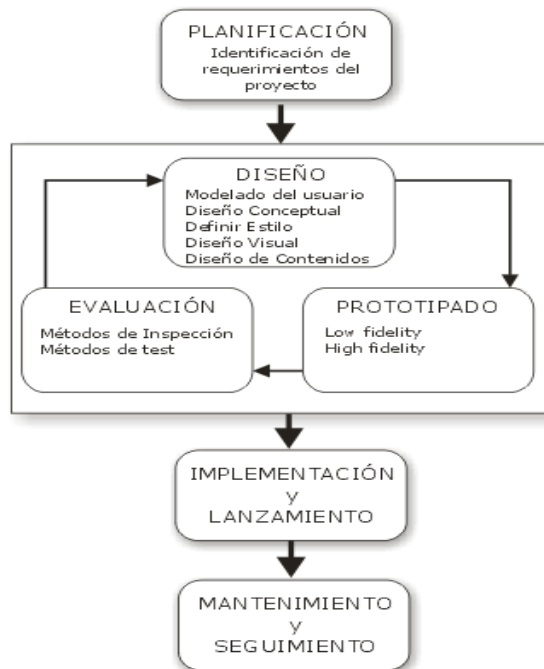 PLANIFICACIÓN
Identificación de
requerimientos del
proyecto
DISEÑO
Modelado del usuario
Diseño Conceptual
Definir Estilo
Diseño Visual
Diseño de Contenidos
EVALUACIÓN
Métodos de Inspección
Métodos de test
PROTOTIPADO
Low fidelity
High fidelity
IMPLEMENTACIÓN
y
LANZAMIENTO
MANTENIMIENTO
y
SEGUIMIENTO